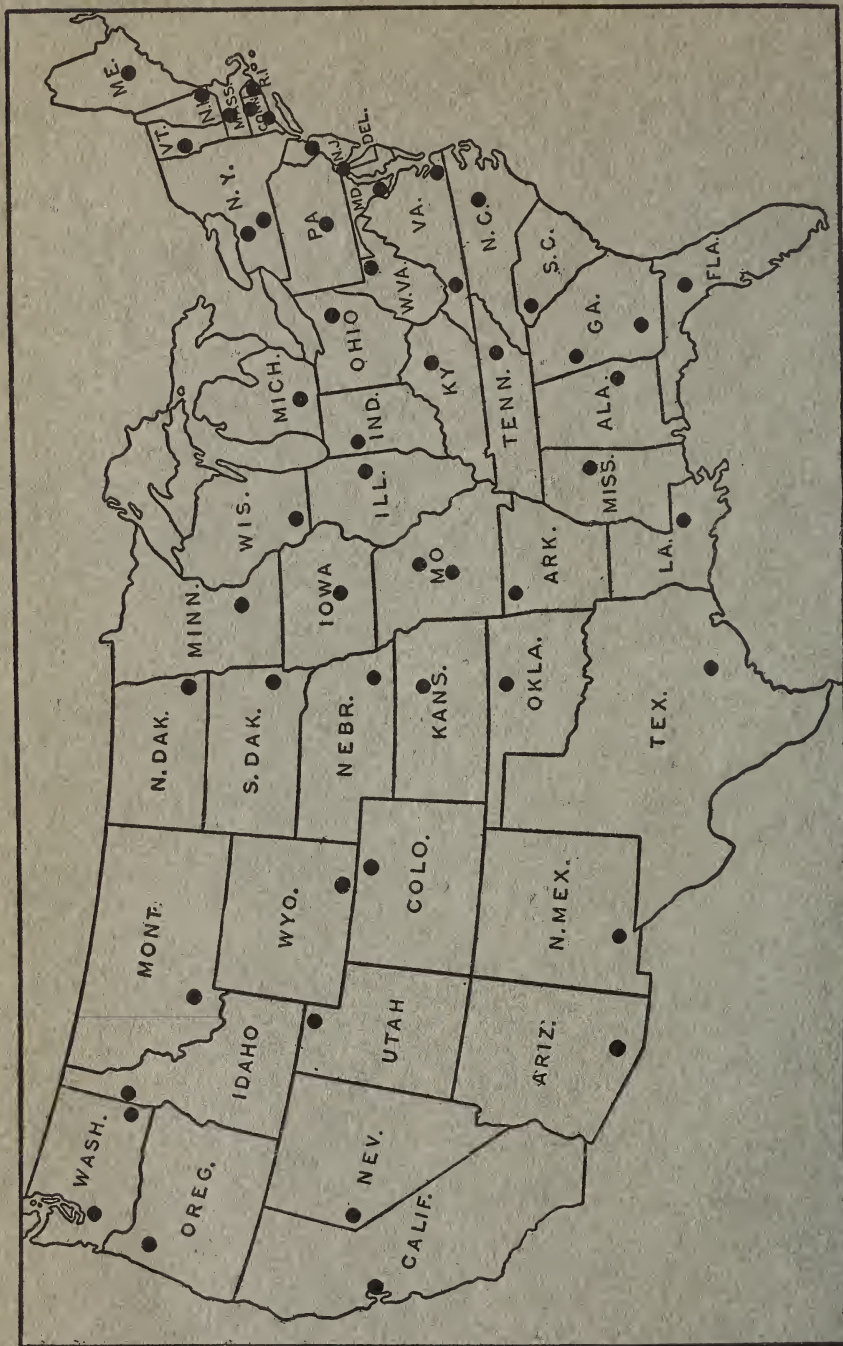 WASH.
OREG.
CALIF.
NEV.
IDAHO
MONT.
WYO.
UTAH
ARIZ.
COLO.
N.MEX.
N.DAK.
S.DAK.
NEBR.
KANS.
OKLA.
TEX.
MINN.
IOWA
MO
ARK.
LA.
WIS.
ILL.
MICH.
IND.
OHIO
KY
TENN.
MISS.
ALA.
GA.
FLA.
S.C.
N.C.
VA.
W.VA.
MD.
DEL.
N.J.
PA
N.Y.
VT.
N.H.
MASS.
CONN.
R.I.
ME.